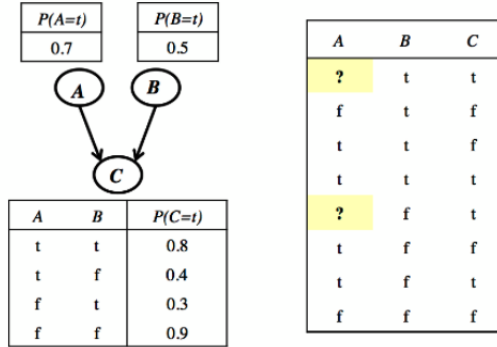 P(A=t)
0.7
P(B=t)
0.5
A
B
C
A B P(C=t)
t t 0.8
t f 0.4
f t 0.3
f f 0.9
A B C
? t t
f t f
t t f
t t t
? f t
t f f
t f t
f f f